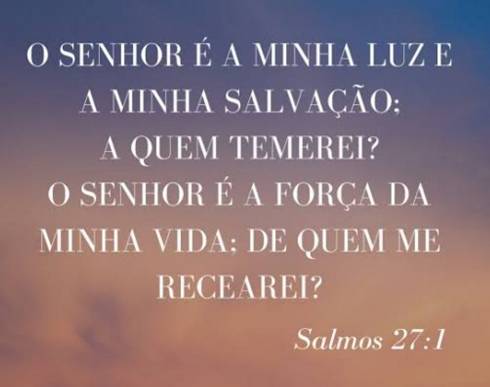 O SENHOR É A MINHA LUZ E
A MINHA SALVAÇÃO;
A QUEM TEMEREI?
O SENHOR É A FORÇA DA
MINHA VIDA; DE QUEM ME
RECEAREI?
Salmos 27:1